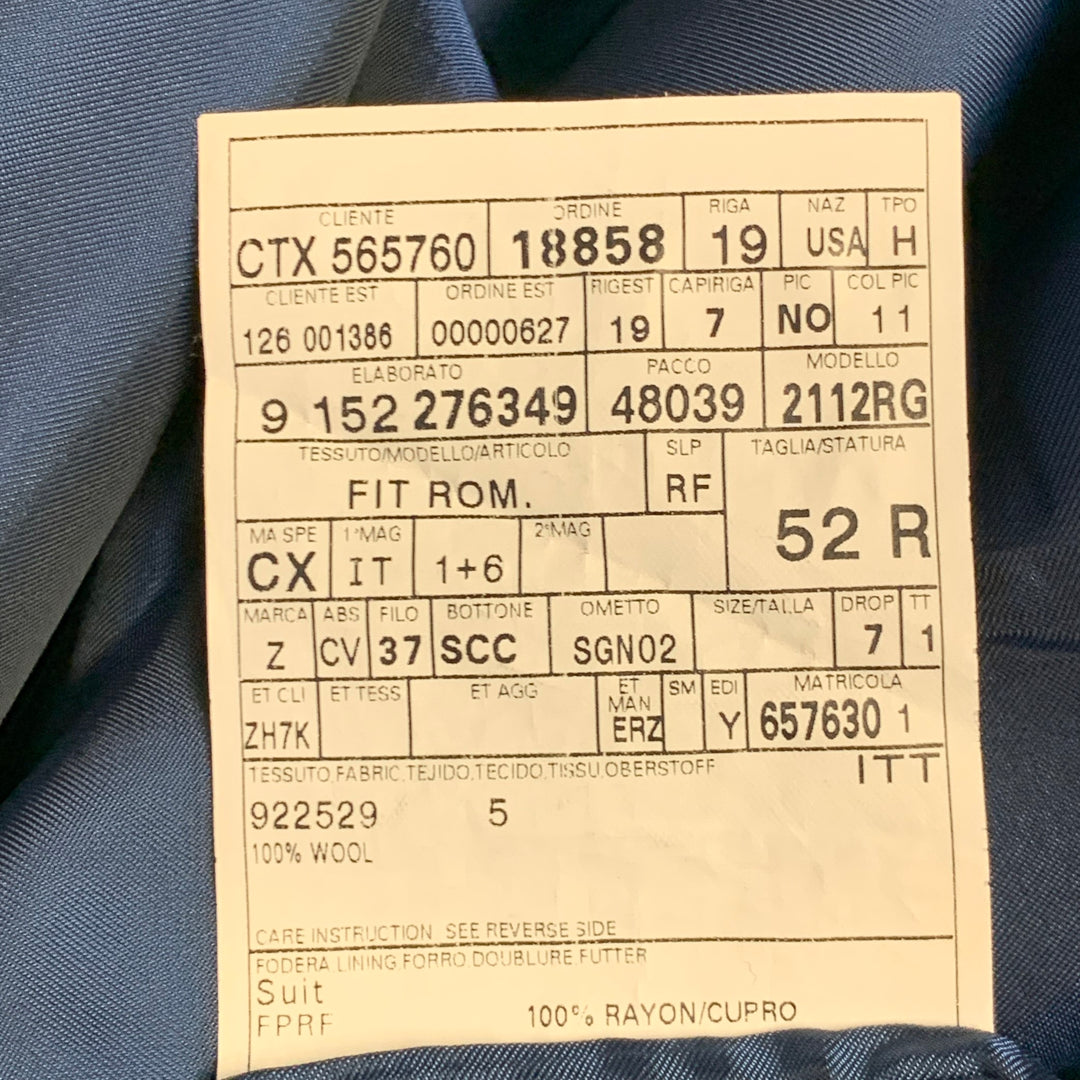 CLIENTE ORDINE RIGA NAZ TPO
CTX 565760 18858 19 USA H
CLIENTE EST ORDINE EST RIGEST CAPIRIGA PIC COL PIC
126 001386 00000627 19 7 NO 11
ELABORATO PACCO MODELLO
9 152 276349 48039 2112RG
TESSUTO/MODELLO/ARTICOLO SLP TAGLIA/STATURA
FIT ROM. RF 52 R
MA SPE 1°MAG 2°MAG
CX IT 1+6
MARCA ABS FILO BOTTONE OMETTO SIZE/TALLA DROP TT
Z CV 37 SCC SGN02 7 1
ET CLI ET TESS ET AGG ET MAN SM EDI MATRICOLA
ZH7K ERZ Y 657630 1
TESSUTO,FABRIC,TEJIDO,TECIDO,TISSU,OBERSTOFF ITT
922529 5
100% WOOL
CARE INSTRUCTION SEE REVERSE SIDE
FODERA,LINING,FORRO,DOUBLURE,FUTTER
Suit
FPRF 100% RAYON/CUPRO